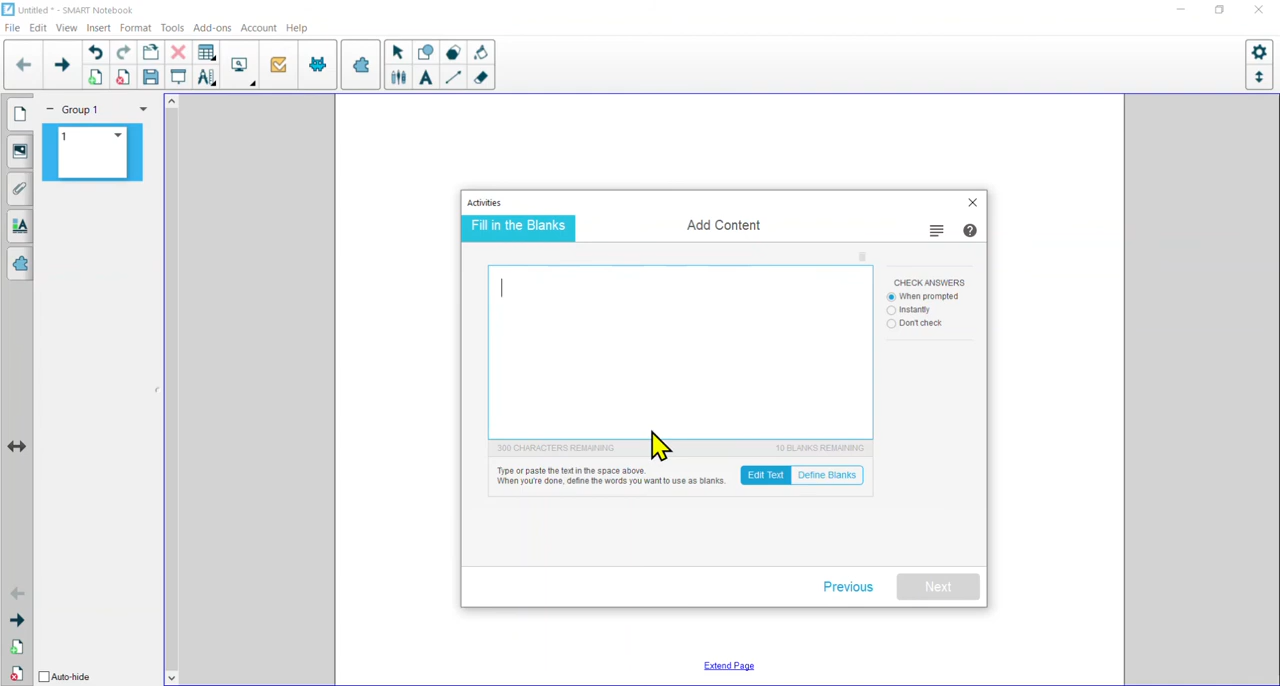 Untitled * - SMART Notebook
File Edit View Insert Format Tools Add-ons Account Help
Group 1
1
Activities
Fill in the Blanks
Add Content
CHECK ANSWERS
When prompted
Instantly
Don't check
300 CHARACTERS REMAINING
10 BLANKS REMAINING
Type or paste the text in the space above.
When you're done, define the words you want to use as blanks.
Edit Text
Define Blanks
Previous
Next
Extend Page
Auto-hide